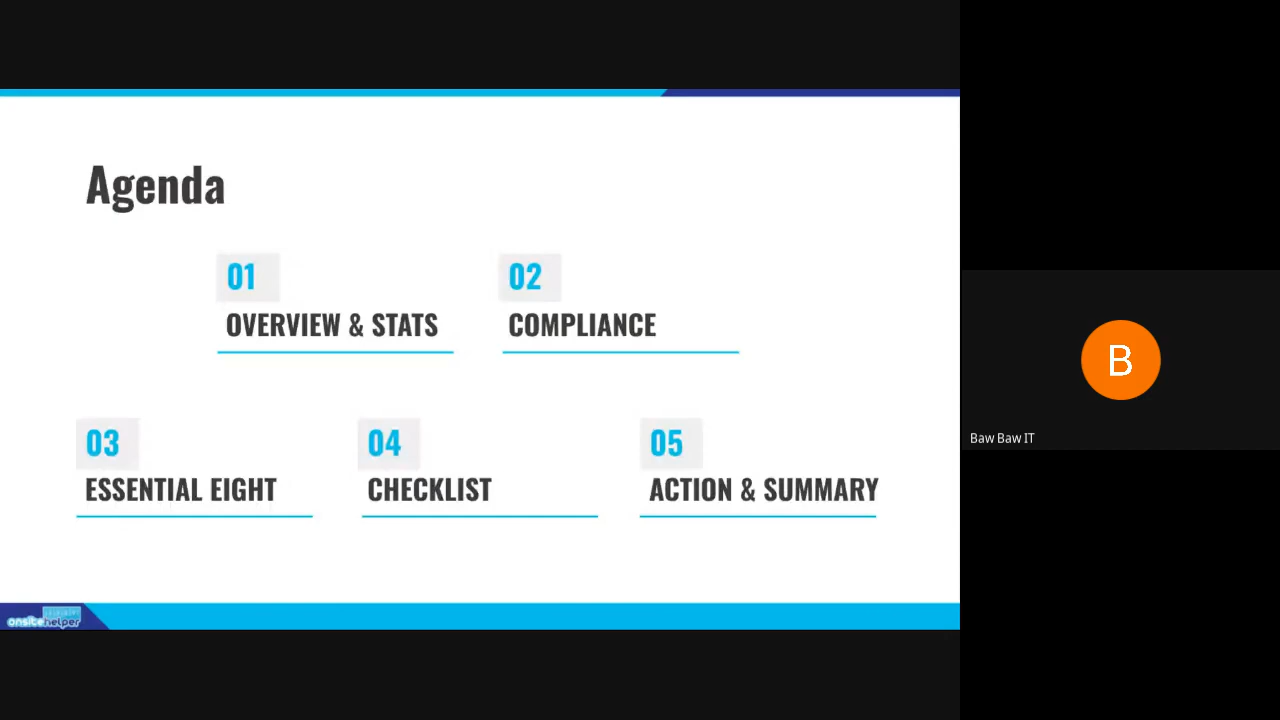 Agenda
01
OVERVIEW & STATS
02
COMPLIANCE
03
ESSENTIAL EIGHT
04
CHECKLIST
05
ACTION & SUMMARY
onsitehelper
B
Baw Baw IT